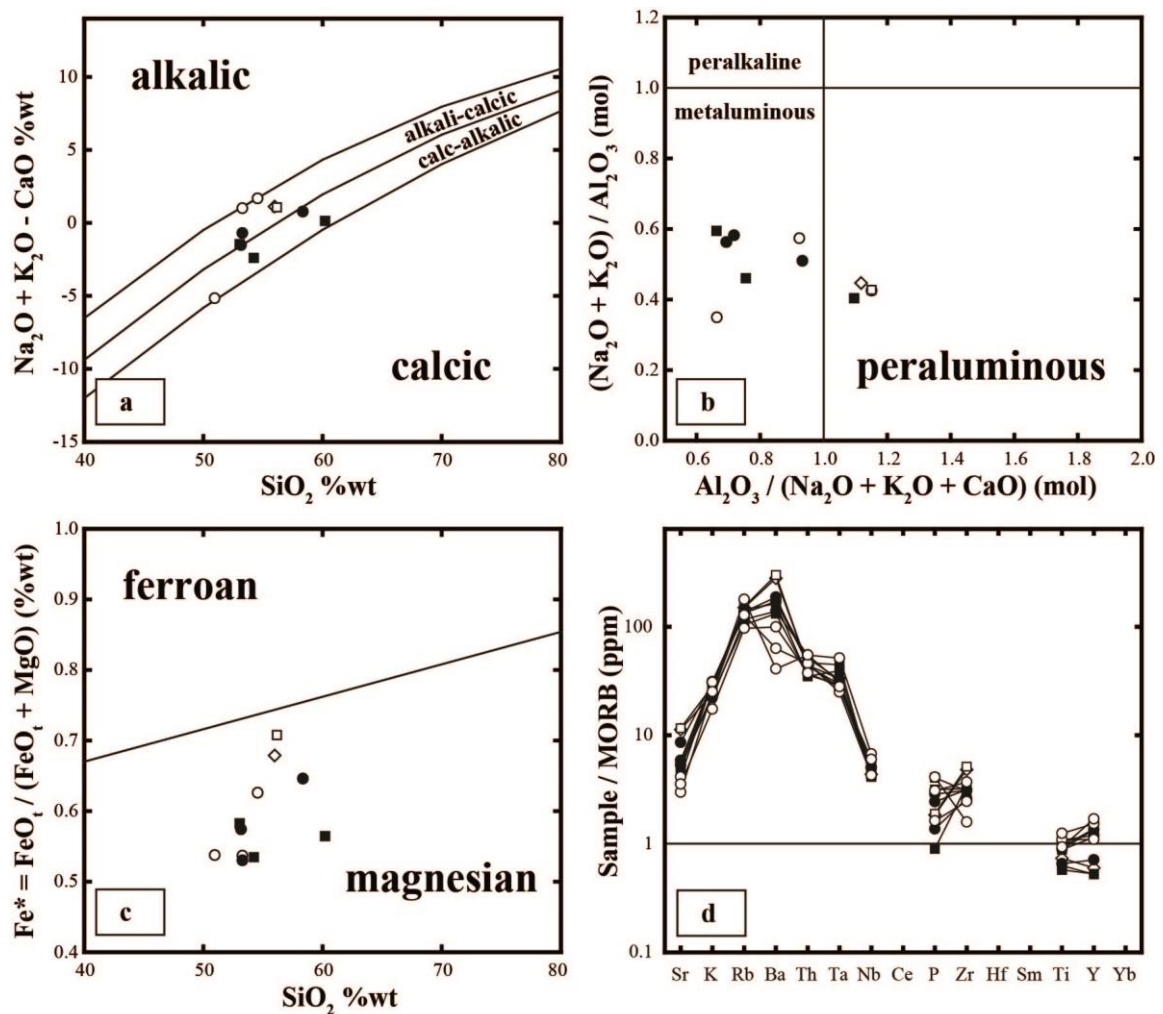 alkalic
alkali-calcic
calc-alkalic
calcic
a
10
5
0
-5
-10
-15
40 50 60 70 80
Na₂O + K₂O - CaO %wt
SiO₂ %wt
peralkaline
metaluminous
peraluminous
b
1.2
1.0
0.8
0.6
0.4
0.2
0.0
0.6 0.8 1.0 1.2 1.4 1.6 1.8 2.0
(Na₂O + K₂O) / Al₂O₃ (mol)
Al₂O₃ / (Na₂O + K₂O + CaO) (mol)
ferroan
magnesian
c
1.0
0.9
0.8
0.7
0.6
0.5
0.4
40 50 60 70 80
Fe* = FeOₜ / (FeOₜ + MgO) (%wt)
SiO₂ %wt
d
100
10
1
0.1
Sample / MORB (ppm)
Sr K Rb Ba Th Ta Nb Ce P Zr Hf Sm Ti Y Yb